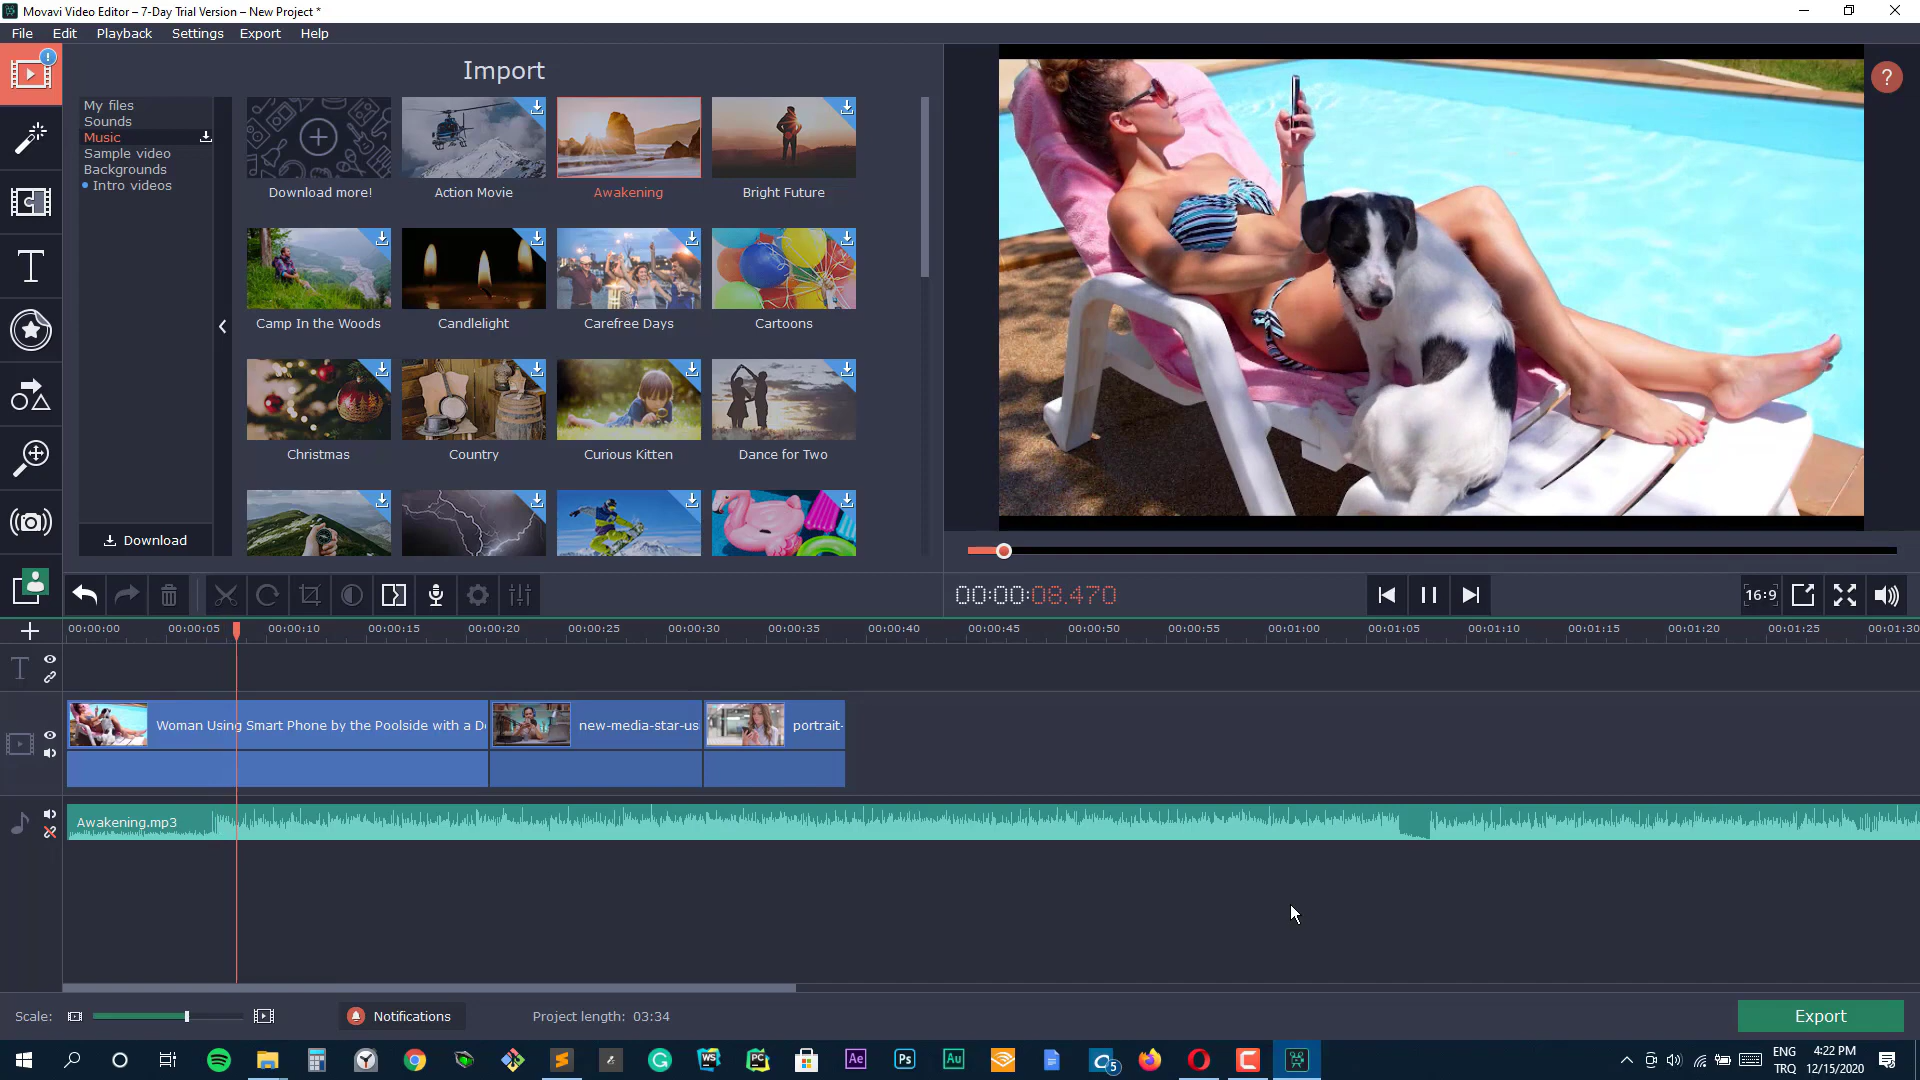 Movavi Video Editor – 7-Day Trial Version – New Project *
File Edit Playback Settings Export Help
Import
My files
Sounds
Music
Sample video
Backgrounds
Intro videos
Download more!
Action Movie
Awakening
Bright Future
Camp In the Woods
Candlelight
Carefree Days
Cartoons
Christmas
Country
Curious Kitten
Dance for Two
Download
?
00:00:08.470
16:9
00:00:00 00:00:05 00:00:10 00:00:15 00:00:20 00:00:25 00:00:30 00:00:35 00:00:40 00:00:45 00:00:50 00:00:55 00:01:00 00:01:05 00:01:10 00:01:15 00:01:20 00:01:25 00:01:30
Woman Using Smart Phone by the Poolside with a D
new-media-star-us
portrait-
Awakening.mp3
Scale:
Notifications
Project length: 03:34
Export
WS
PC
Ae
Ps
Au
5
ENG
TRQ
4:22 PM
12/15/2020